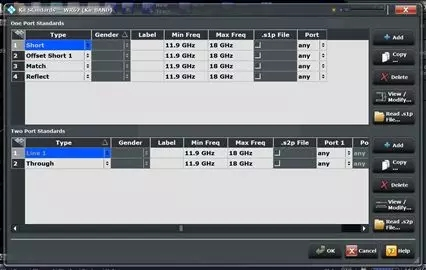 Kit Standards -- WR62 (Ku BAND)
One Port Standards
Type Gender Label Min Freq Max Freq .s1p File Port
1 Short 11.9 GHz 18 GHz any
2 Offset Short 1 11.9 GHz 18 GHz any
3 Match 11.9 GHz 18 GHz any
4 Reflect 11.9 GHz 18 GHz any
Add
Copy ...
Delete
View / Modify...
Read .s1p File...
Two Port Standards
Type Gender Label Min Freq Max Freq .s2p File Port 1 Po
1 Line 1 11.9 GHz 18 GHz any any
2 Through 11.9 GHz 18 GHz any any
Add
Copy ...
Delete
View / Modify...
Read .s2p File...
OK Cancel Help